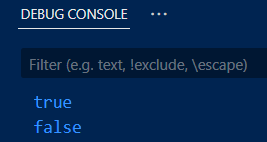 DEBUG CONSOLE ...
Filter (e.g. text, !exclude, \escape)
true
false